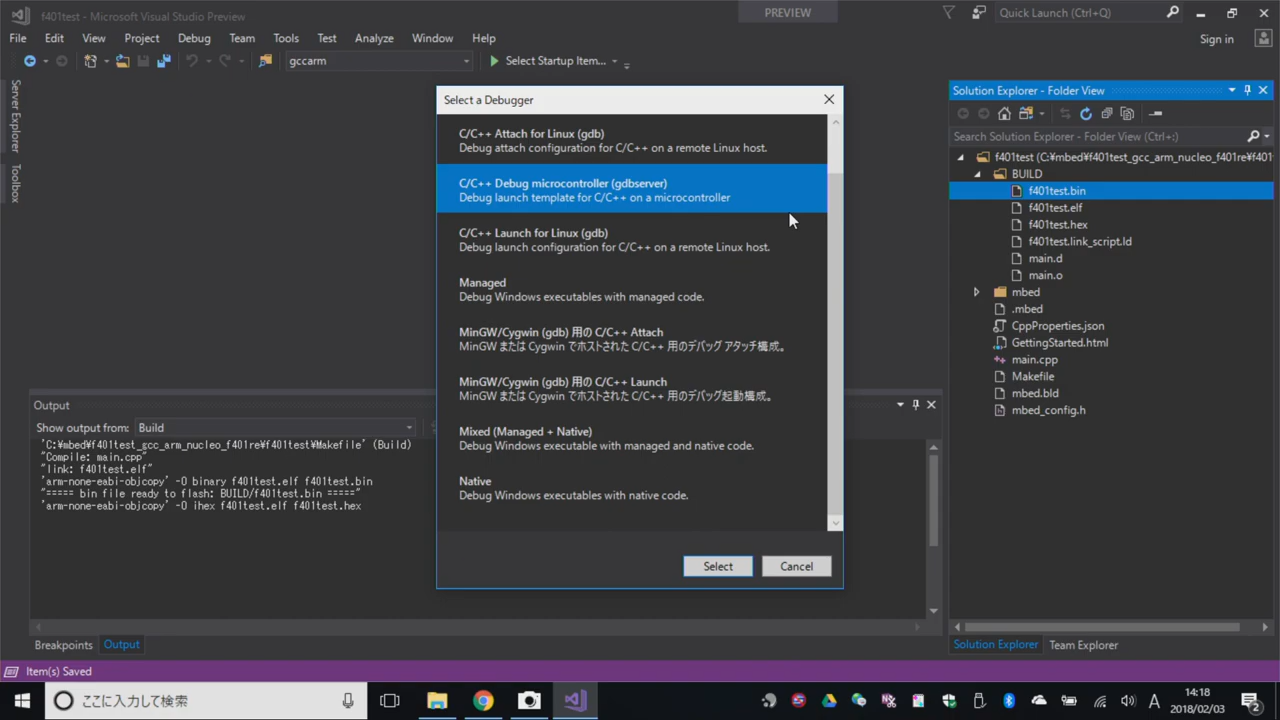 f401test - Microsoft Visual Studio Preview
PREVIEW
Quick Launch (Ctrl+Q)
File Edit View Project Debug Team Tools Test Analyze Window Help
Sign in
gccarm
Select Startup Item...
Server Explorer
Toolbox
Select a Debugger
C/C++ Attach for Linux (gdb)
Debug attach configuration for C/C++ on a remote Linux host.
C/C++ Debug microcontroller (gdbserver)
Debug launch template for C/C++ on a microcontroller
C/C++ Launch for Linux (gdb)
Debug launch configuration for C/C++ on a remote Linux host.
Managed
Debug Windows executables with managed code.
MinGW/Cygwin (gdb) 用の C/C++ Attach
MinGW または Cygwin でホストされた C/C++ 用のデバッグ アタッチ構成。
MinGW/Cygwin (gdb) 用の C/C++ Launch
MinGW または Cygwin でホストされた C/C++ 用のデバッグ起動構成。
Mixed (Managed + Native)
Debug Windows executable with managed and native code.
Native
Debug Windows executables with native code.
Select
Cancel
Solution Explorer - Folder View
Search Solution Explorer - Folder View (Ctrl+;)
f401test (C:¥mbed¥f401test_gcc_arm_nucleo_f401re¥f401
BUILD
f401test.bin
f401test.elf
f401test.hex
f401test.link_script.ld
main.d
main.o
mbed
.mbed
CppProperties.json
GettingStarted.html
main.cpp
Makefile
mbed.bld
mbed_config.h
Solution Explorer
Team Explorer
Output
Show output from: Build
'C:¥mbed¥f401test_gcc_arm_nucleo_f401re¥f401test¥Makefile' (Build)
"Compile: main.cpp"
"link: f401test.elf"
'arm-none-eabi-objcopy' -O binary f401test.elf f401test.bin
"===== bin file ready to flash: BUILD/f401test.bin ====="
'arm-none-eabi-objcopy' -O ihex f401test.elf f401test.hex
Breakpoints
Output
Item(s) Saved
ここに入力して検索
A
14:18
2018/02/03
2